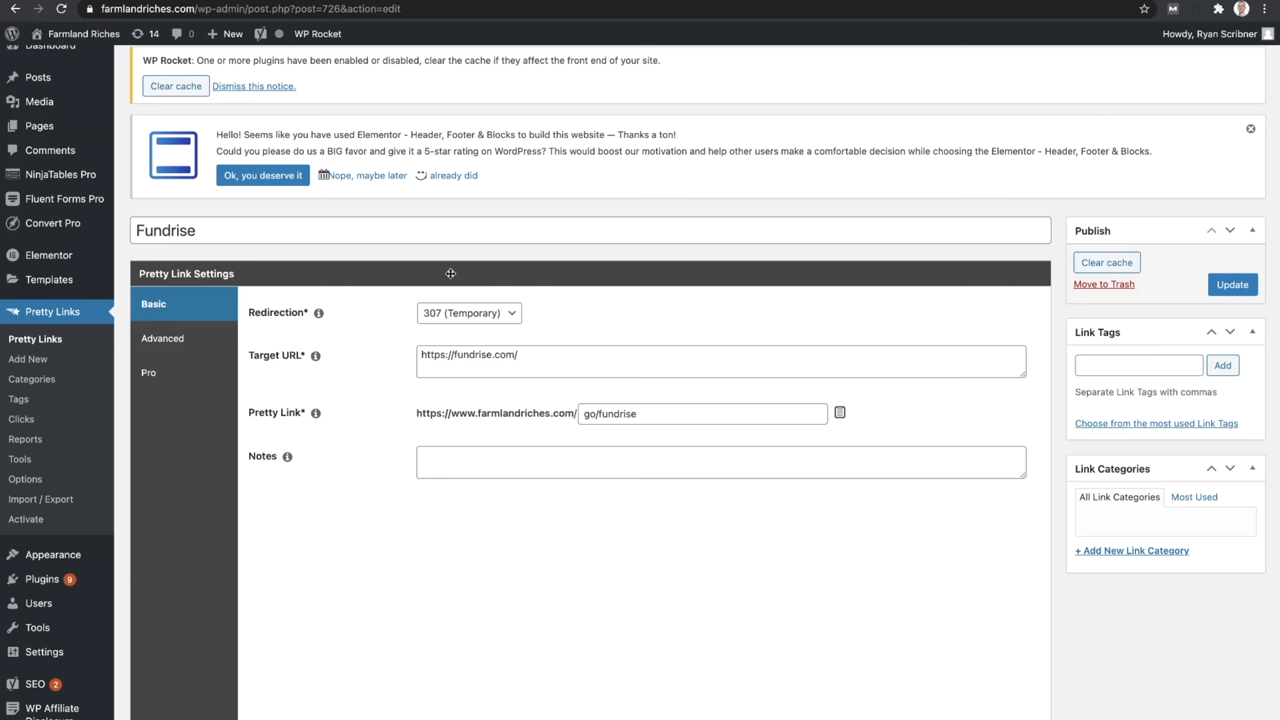 farmlandriches.com/wp-admin/post.php?post=726&action=edit
Farmland Riches
14
0
New
WP Rocket
Howdy, Ryan Scribner
Dashboard
Posts
Media
Pages
Comments
NinjaTables Pro
Fluent Forms Pro
Convert Pro
Elementor
Templates
Pretty Links
Pretty Links
Add New
Categories
Tags
Clicks
Reports
Tools
Options
Import / Export
Activate
Appearance
Plugins 9
Users
Tools
Settings
SEO 2
WP Affiliate
WP Rocket: One or more plugins have been enabled or disabled, clear the cache if they affect the front end of your site.
Clear cache
Dismiss this notice.
Hello! Seems like you have used Elementor - Header, Footer & Blocks to build this website — Thanks a ton!
Could you please do us a BIG favor and give it a 5-star rating on WordPress? This would boost our motivation and help other users make a comfortable decision while choosing the Elementor - Header, Footer & Blocks.
Ok, you deserve it
Nope, maybe later
already did
Fundrise
Pretty Link Settings
Basic
Advanced
Pro
Redirection*
307 (Temporary)
Target URL*
https://fundrise.com/
Pretty Link*
https://www.farmlandriches.com/
go/fundrise
Notes
Publish
Clear cache
Move to Trash
Update
Link Tags
Add
Separate Link Tags with commas
Choose from the most used Link Tags
Link Categories
All Link Categories
Most Used
+ Add New Link Category